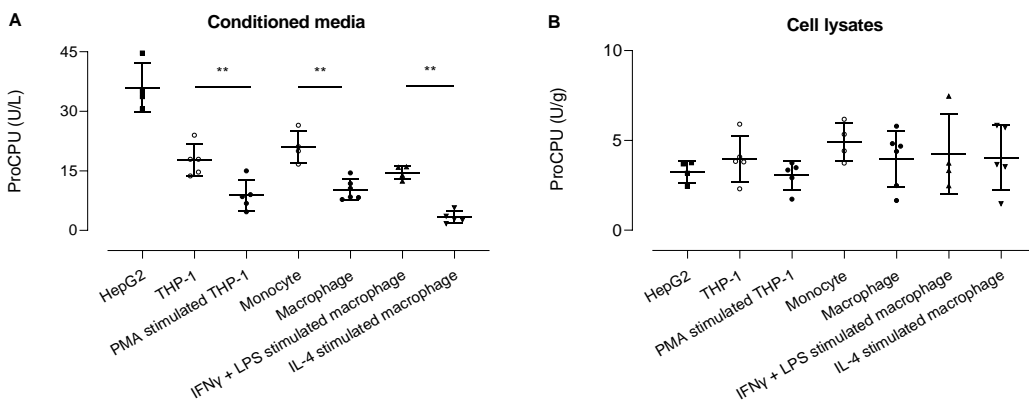 A
Conditioned media
ProCPU (U/L)
45
30
15
0
**
**
**
HepG2
THP-1
PMA stimulated THP-1
Monocyte
Macrophage
IFNγ + LPS stimulated macrophage
IL-4 stimulated macrophage
B
Cell lysates
ProCPU (U/g)
10
5
0
HepG2
THP-1
PMA stimulated THP-1
Monocyte
Macrophage
IFNγ + LPS stimulated macrophage
IL-4 stimulated macrophage